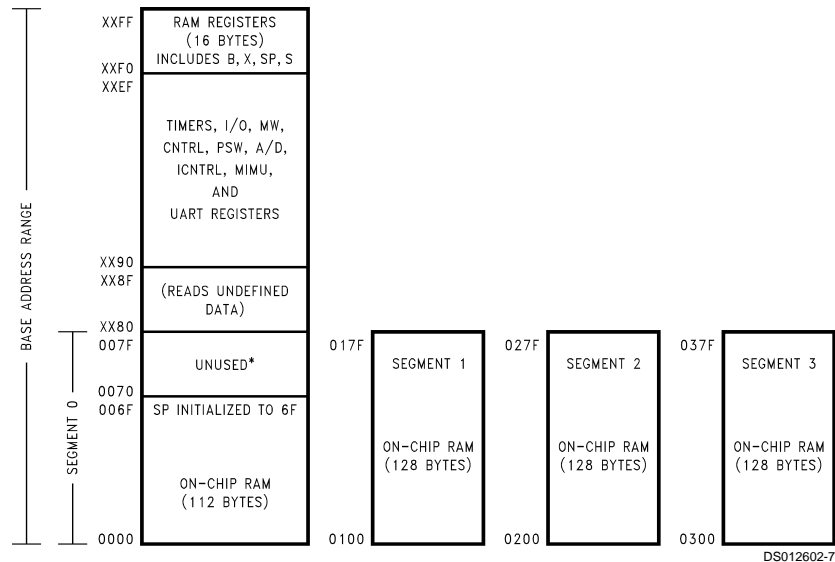 BASE ADDRESS RANGE
SEGMENT 0
XXFF
RAM REGISTERS
(16 BYTES)
INCLUDES B, X, SP, S
XXF0
XXEF
TIMERS, I/O, MW,
CNTRL, PSW, A/D,
ICNTRL, MIMU,
AND
UART REGISTERS
XX90
XX8F
(READS UNDEFINED
DATA)
XX80
007F
UNUSED*
0070
006F
SP INITIALIZED TO 6F
ON-CHIP RAM
(112 BYTES)
0000
017F
SEGMENT 1
ON-CHIP RAM
(128 BYTES)
0100
027F
SEGMENT 2
ON-CHIP RAM
(128 BYTES)
0200
037F
SEGMENT 3
ON-CHIP RAM
(128 BYTES)
0300
DS012602-7